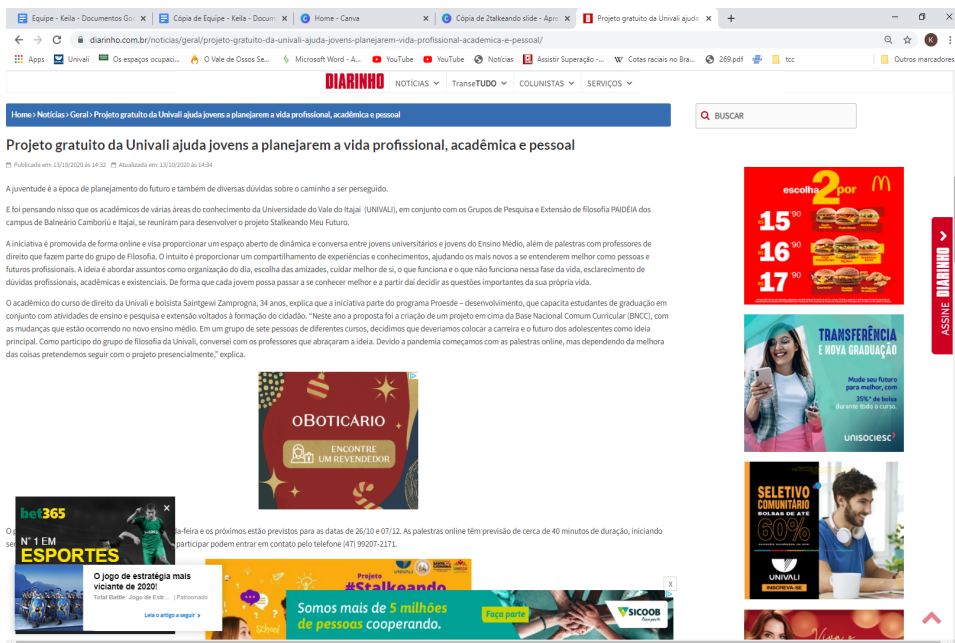 Equipe - Keila - Documentos Goo
Cópia de Equipe - Keila - Docum
Home - Canva
Cópia de 2talkeando slide - Apre
Projeto gratuito da Univali ajuda
diarinho.com.br/noticias/geral/projeto-gratuito-da-univali-ajuda-jovens-planejarem-vida-profissional-academica-e-pessoal/
K
Apps Univali Os espaços ocupaci... O Vale de Ossos Se... Microsoft Word - A... YouTube YouTube Notícias Assistir Superação -... Cotas raciais no Bra... 269.pdf tcc Outros marcadores
DIARINHO NOTÍCIAS TranseTUDO COLUNISTAS SERVIÇOS
Home > Notícias > Geral > Projeto gratuito da Univali ajuda jovens a planejarem a vida profissional, acadêmica e pessoal
BUSCAR
Projeto gratuito da Univali ajuda jovens a planejarem a vida profissional, acadêmica e pessoal
Publicada em: 13/10/2020 às 14:32 Atualizada em: 13/10/2020 às 14:34
A juventude é a época de planejamento do futuro e também de diversas dúvidas sobre o caminho a ser perseguido.
E foi pensando nisso que os acadêmicos de várias áreas do conhecimento da Universidade do Vale do Itajaí (UNIVALI), em conjunto com os Grupos de Pesquisa e Extensão de filosofia PAIDÉIA dos
campus de Balneário Camboriú e Itajaí, se reuniram para desenvolver o projeto Stalkeando Meu Futuro.
A iniciativa é promovida de forma online e visa proporcionar um espaço aberto de dinâmica e conversa entre jovens universitários e jovens do Ensino Médio, além de palestras com professores de
direito que fazem parte do grupo de Filosofia. O intuito é proporcionar um compartilhamento de experiências e conhecimentos, ajudando os mais novos a se entenderem melhor como pessoas e
futuros profissionais. A ideia é abordar assuntos como organização do dia, escolha das amizades, cuidar melhor de si, o que funciona e o que não funciona nessa fase da vida, esclarecimento de
dúvidas profissionais, acadêmicas e existenciais. De forma que cada jovem possa passar a se conhecer melhor e a partir daí decidir as questões importantes da sua própria vida.
O acadêmico do curso de direito da Univali e bolsista Saintgewi Zamprogna, 34 anos, explica que a iniciativa parte do programa Proesde – desenvolvimento, que capacita estudantes de graduação em
conjunto com atividades de ensino e pesquisa e extensão voltados à formação do cidadão. “Neste ano a proposta foi a criação de um projeto em cima da Base Nacional Comum Curricular (BNCC), com
as mudanças que estão ocorrendo no novo ensino médio. Em um grupo de sete pessoas de diferentes cursos, decidimos que deveríamos colocar a carreira e o futuro dos adolescentes como ideia
principal. Como participo do grupo de filosofia da Univali, conversei com os professores que abraçaram a ideia. Devido a pandemia começamos com as palestras online, mas dependendo da melhora
das coisas pretendemos seguir com o projeto presencialmente,” explica.
OBOTICÁRIO
ENCONTRE
UM REVENDEDOR
O
la-feira e os próximos estão previstos para as datas de 26/10 e 07/12. As palestras online têm previsão de cerca de 40 minutos de duração, iniciando
participar podem entrar em contato pelo telefone (47) 99207-2171.
bet365
N° 1 EM
ESPORTES
O jogo de estratégia mais
viciante de 2020!
Total Battle: Jogo de Estr... | Patrocinado
Leia o artigo a seguir >
Projeto
#Stalkeando
School
Somos mais de 5 milhões
de pessoas cooperando.
Faça parte
SICOOB
Faça parte.
X
escolha 2 por
15,90
16,90
17,90
ASSINE DIARINHO
TRANSFERÊNCIA
E NOVA GRADUAÇÃO
Mude seu futuro
para melhor, com
35%* de bolsa
durante todo o curso.
unisociesc
SELETIVO
COMUNITÁRIO
BOLSAS DE ATÉ
60%
UNIVALI
INSCREVA-SE
Viva o